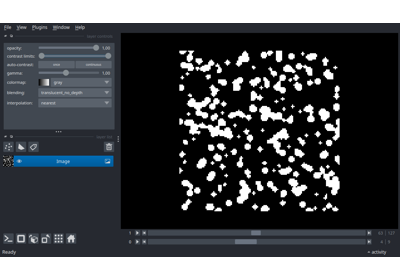 File View Plugins Window Help
opacity: 1.00
contrast limits:
auto-contrast: once continuous
gamma: 1.00
colormap: gray
blending: translucent_no_depth
interpolation: nearest
Image
Ready
activity